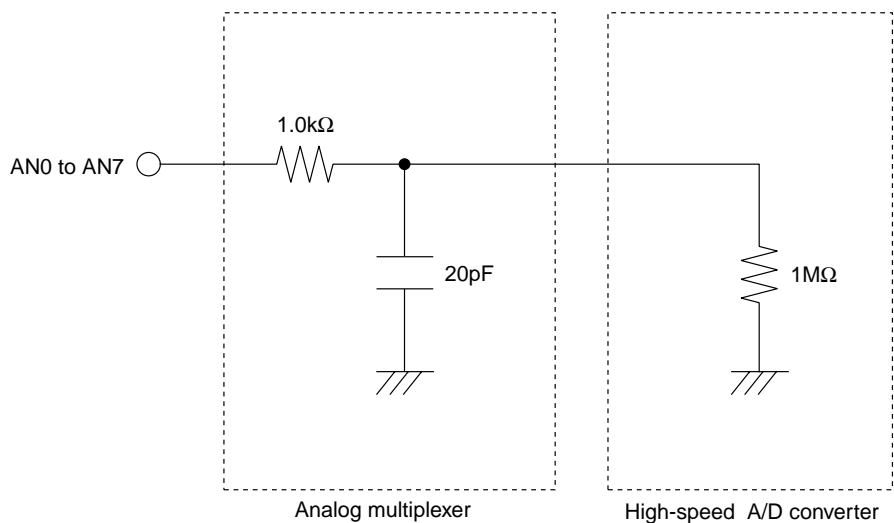 1.0kΩ
AN0 to AN7
20pF
1MΩ
Analog multiplexer
High-speed A/D converter